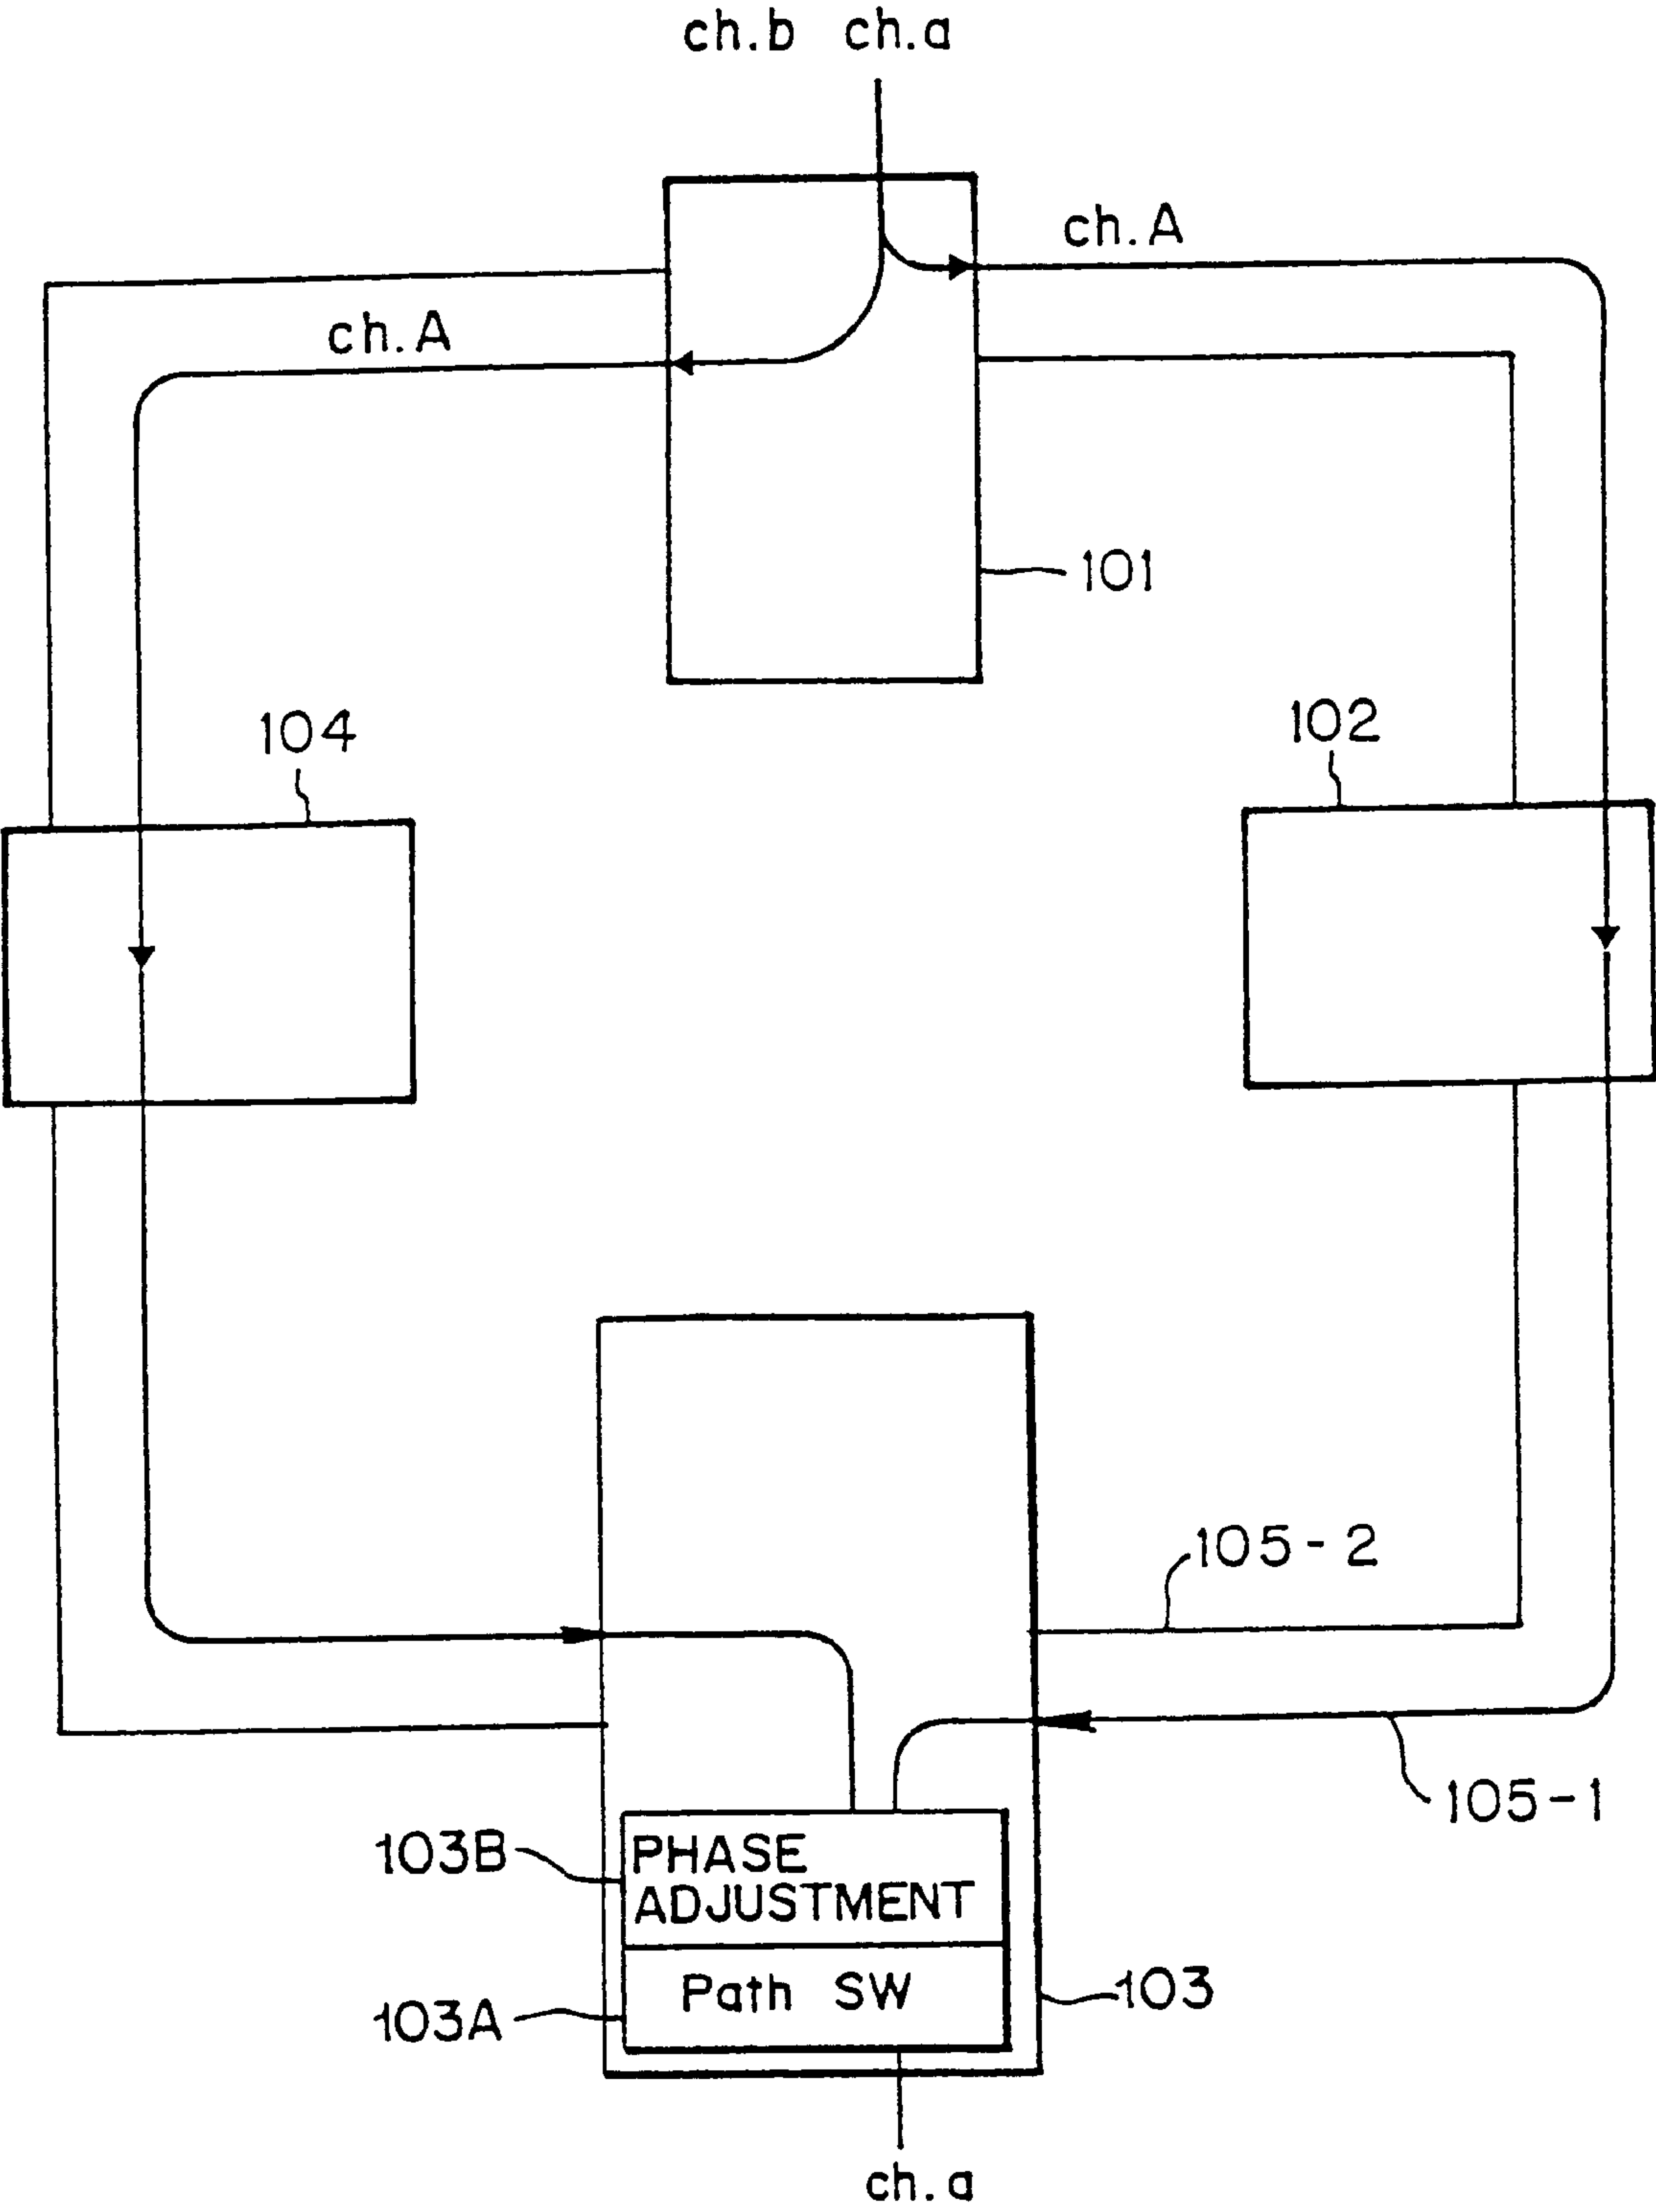 ch.b ch.a
ch.A
ch.A
101
104
102
105-2
105-1
103B
PHASE
ADJUSTMENT
Path SW
103A
103
ch.a